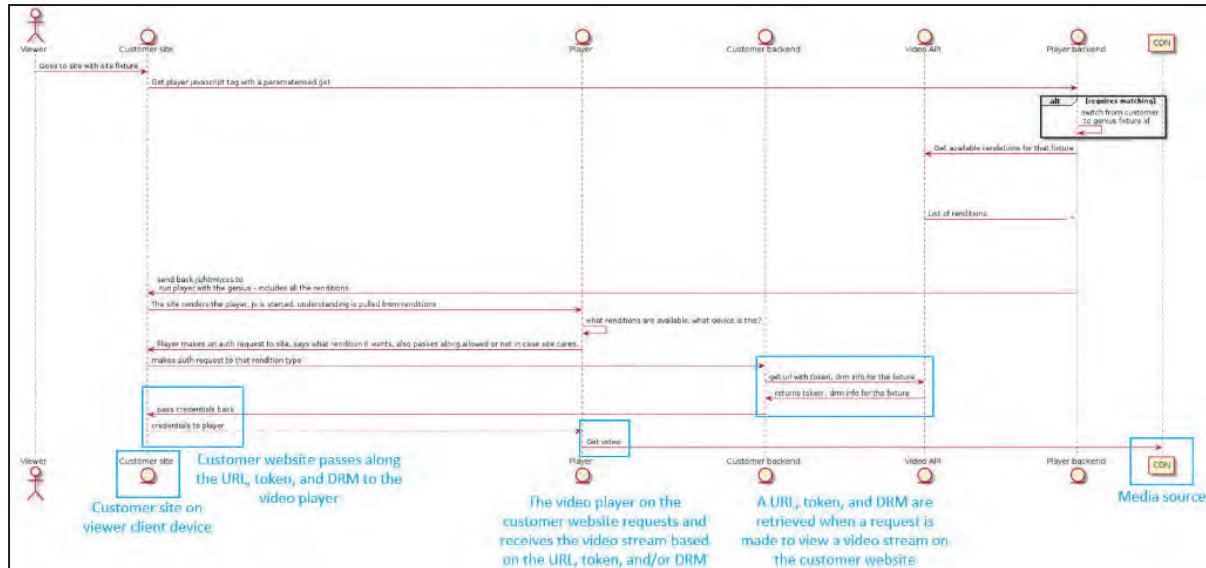 Viewer
Customer site
Player
Customer backend
Video API
Player backend
CDN
Goes to site with site fixture
Get player javascript tag with a paramaterised get
alt
[requires matching]
switch from customer
to genius fixture id
Get available renditions for that fixture
List of renditions
send back js/html/css to
run player with the genius - includes all the renditions
The site renders the player, js is started, understanding is pulled from renditions
what renditions are available, what device is this?
Player makes an auth request to site, says what rendition it wants, also passes along allowed or not in case site cares.
makes auth request to that rendition type
get url with token, drm info for the fixture
returns token , drm info for the fixture
pass credentials back
credentials to player
Get video
Viewer
Customer site
Player
Customer backend
Video API
Player backend
CDN
Customer website passes along
the URL, token, and DRM to the
video player
Customer site on
viewer client device
The video player on the
customer website requests and
receives the video stream based
on the URL, token, and/or DRM
A URL, token, and DRM are
retrieved when a request is
made to view a video stream on
the customer website
Media source